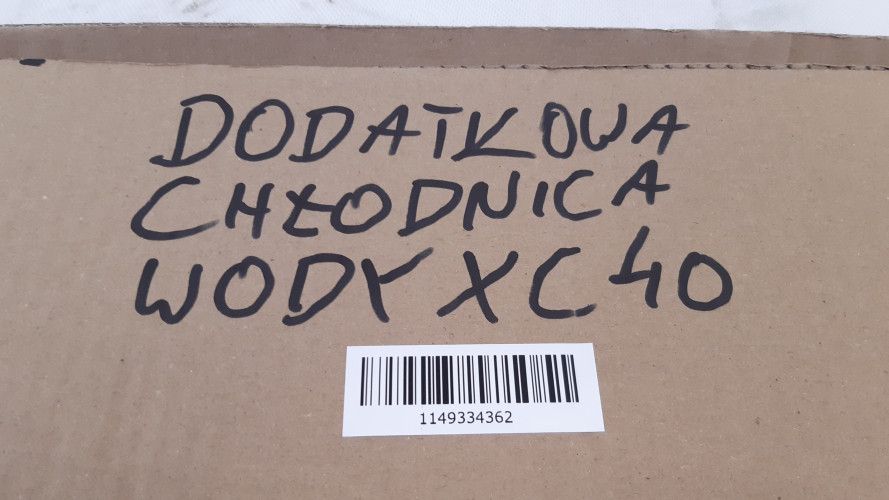 DODATKOWA
CHŁODNICA
WODY XC40
1149334362